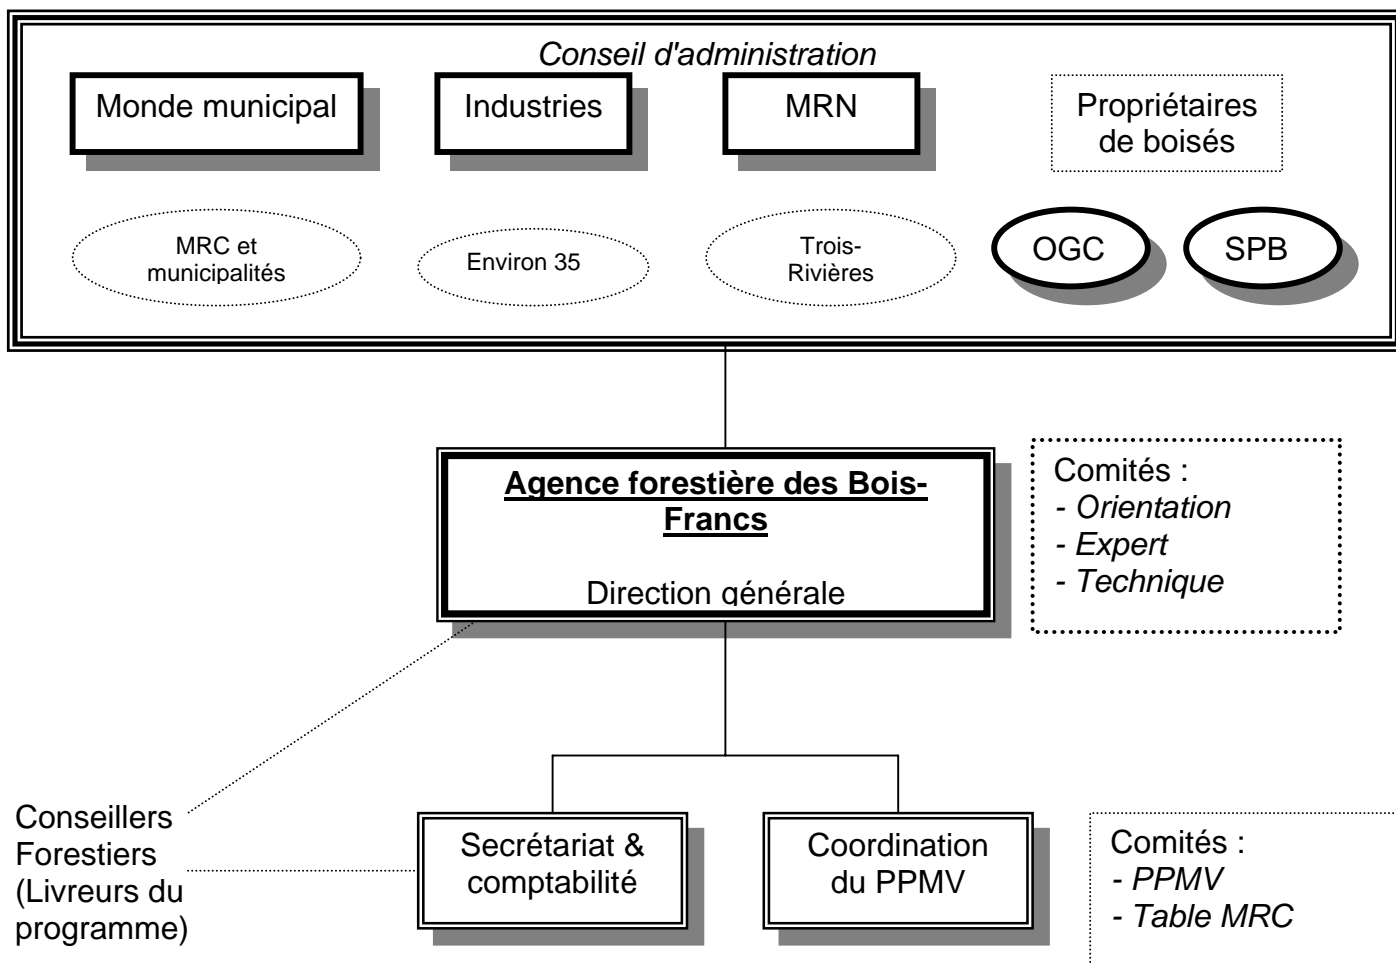 Conseil d'administration
Monde municipal
Industries
MRN
Propriétaires
de boisés
MRC et
municipalités
Environ 35
Trois-
Rivières
OGC
SPB
Agence forestière des Bois-
Francs
Direction générale
Comités :
- Orientation
- Expert
- Technique
Conseillers
Forestiers
(Livreurs du
programme)
Secrétariat &
comptabilité
Coordination
du PPMV
Comités :
- PPMV
- Table MRC